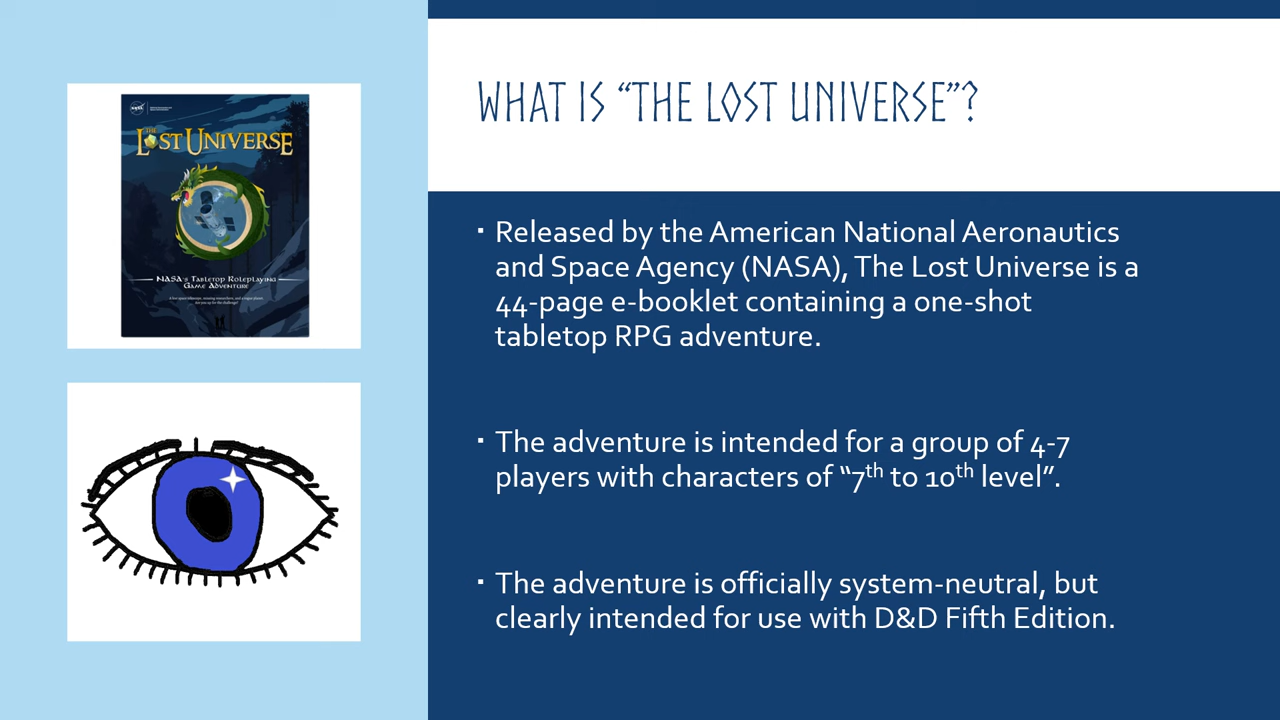 WHAT IS “THE LOST UNIVERSE”?
NASA
THE
LOST UNIVERSE
NASA's Tabletop Roleplaying
Game Adventure
▪ Released by the American National Aeronautics
and Space Agency (NASA), The Lost Universe is a
44-page e-booklet containing a one-shot
tabletop RPG adventure.
▪ The adventure is intended for a group of 4-7
players with characters of “7th to 10th level”.
▪ The adventure is officially system-neutral, but
clearly intended for use with D&D Fifth Edition.